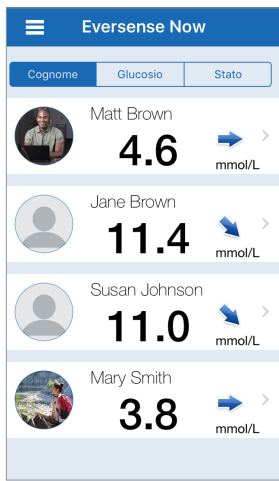 Eversense Now
Cognome Glucosio Stato
Matt Brown
4.6
mmol/L
Jane Brown
11.4
mmol/L
Susan Johnson
11.0
mmol/L
Mary Smith
3.8
mmol/L